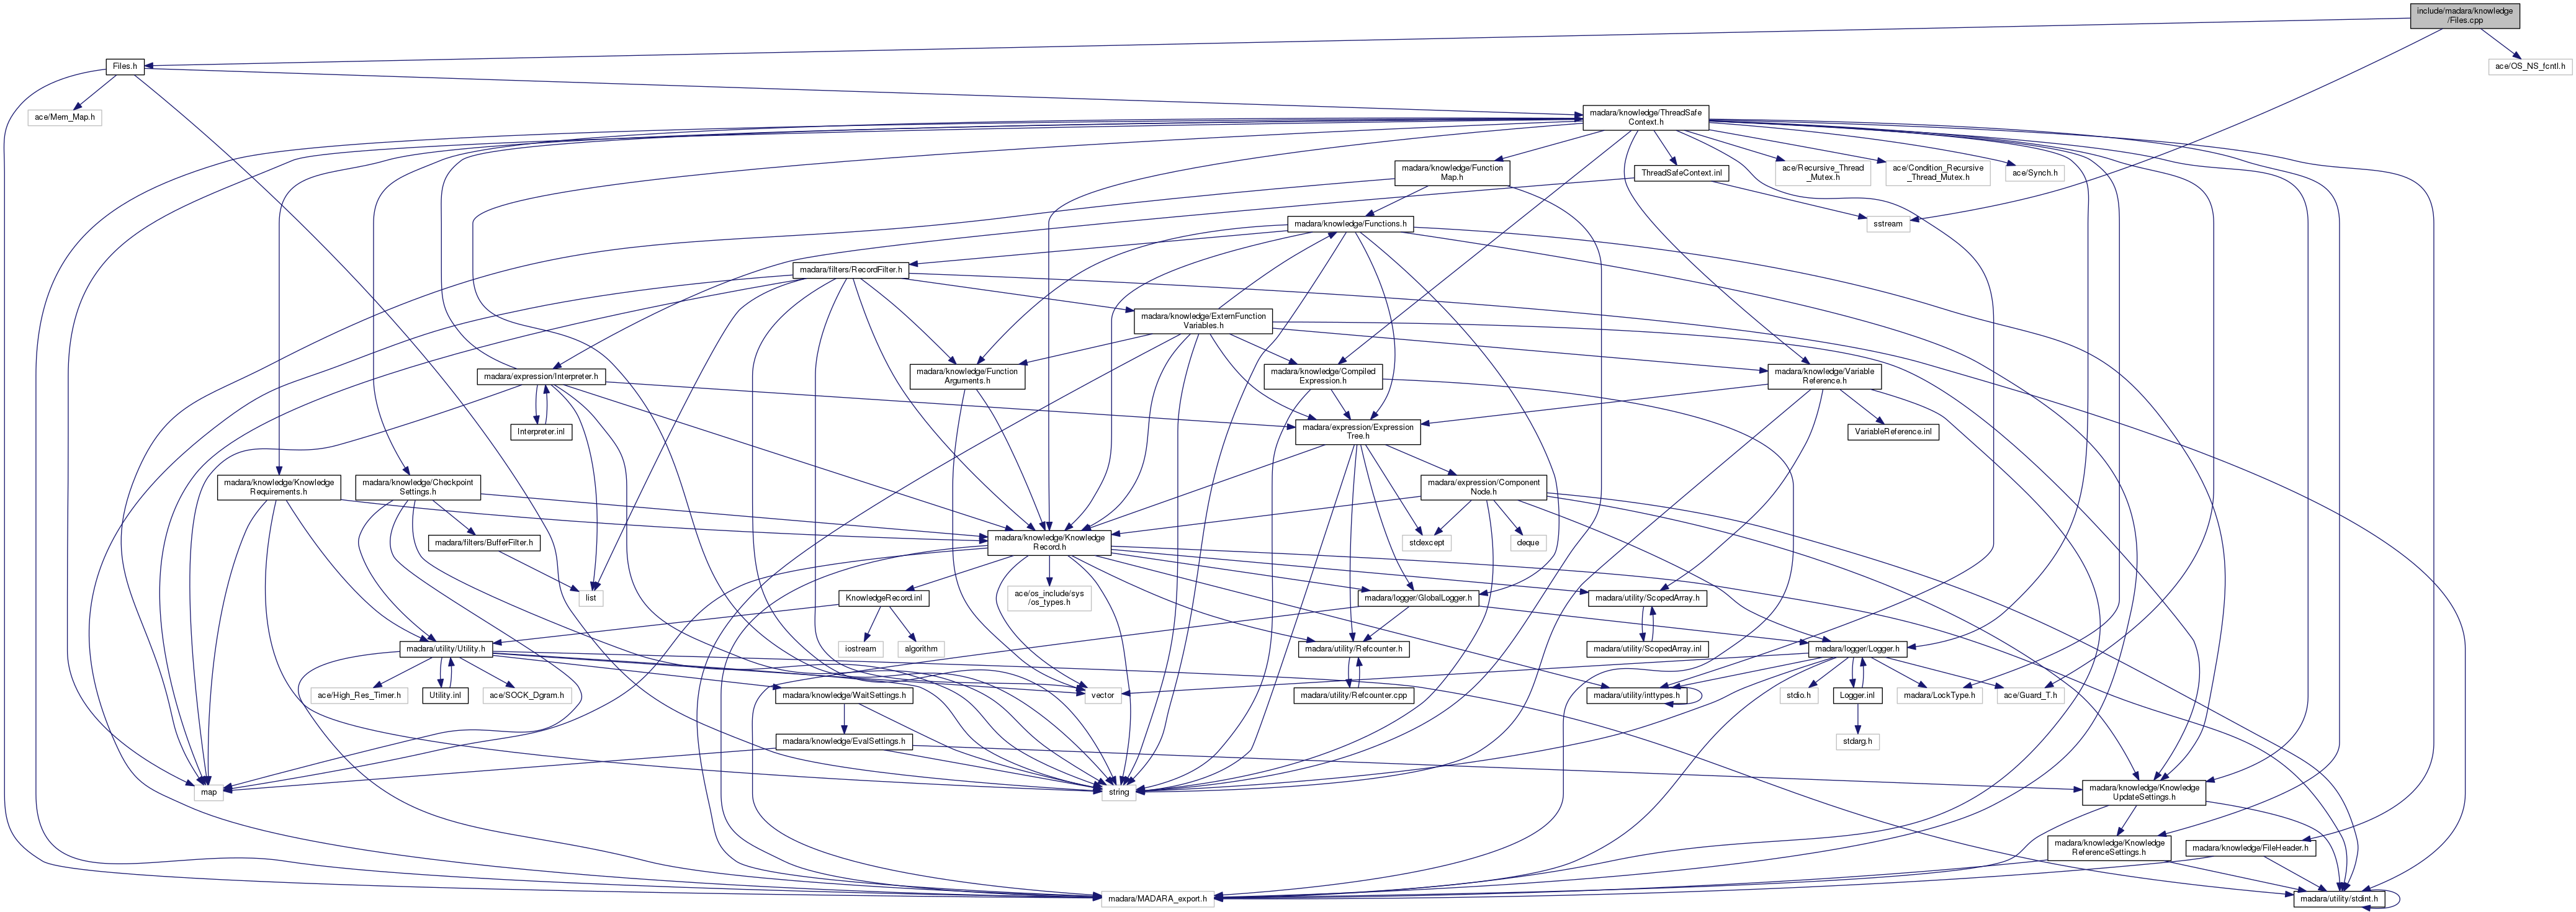 include/madara/knowledge
/Files.cpp
Files.h
ace/OS_NS_fcntl.h
ace/Mem_Map.h
madara/knowledge/ThreadSafe
Context.h
madara/knowledge/Function
Map.h
ThreadSafeContext.inl
ace/Recursive_Thread
_Mutex.h
ace/Condition_Recursive
_Thread_Mutex.h
ace/Synch.h
madara/knowledge/Functions.h
sstream
madara/filters/RecordFilter.h
madara/knowledge/ExternFunction
Variables.h
madara/expression/Interpreter.h
madara/knowledge/Function
Arguments.h
madara/knowledge/Compiled
Expression.h
madara/knowledge/Variable
Reference.h
Interpreter.inl
madara/expression/Expression
Tree.h
VariableReference.inl
madara/knowledge/Knowledge
Requirements.h
madara/knowledge/Checkpoint
Settings.h
madara/expression/Component
Node.h
madara/filters/BufferFilter.h
madara/knowledge/Knowledge
Record.h
stdexcept
deque
list
KnowledgeRecord.inl
ace/os_include/sys
/os_types.h
madara/logger/GlobalLogger.h
madara/utility/ScopedArray.h
madara/utility/Utility.h
iostream
algorithm
madara/utility/Refcounter.h
madara/utility/ScopedArray.inl
madara/logger/Logger.h
ace/High_Res_Timer.h
Utility.inl
ace/SOCK_Dgram.h
madara/knowledge/WaitSettings.h
vector
madara/utility/Refcounter.cpp
madara/utility/inttypes.h
stdio.h
Logger.inl
madara/LockType.h
ace/Guard_T.h
madara/knowledge/EvalSettings.h
stdarg.h
map
string
madara/knowledge/Knowledge
UpdateSettings.h
madara/knowledge/Knowledge
ReferenceSettings.h
madara/knowledge/FileHeader.h
madara/MADARA_export.h
madara/utility/stdint.h